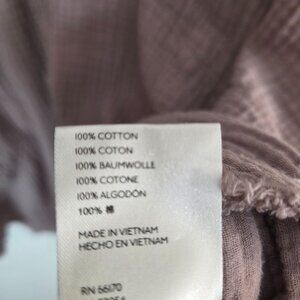 100% COTTON
100% COTON
100% BAUMWOLLE
100% COTONE
100% ALGODÓN
100% 棉
MADE IN VIETNAM
HECHO EN VIETNAM
RN 66170